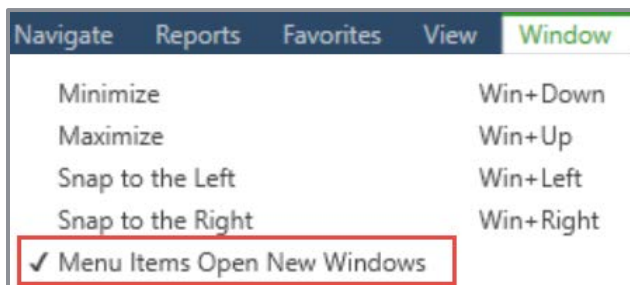 Navigate Reports Favorites View Window
Minimize Win+Down
Maximize Win+Up
Snap to the Left Win+Left
Snap to the Right Win+Right
✓ Menu Items Open New Windows